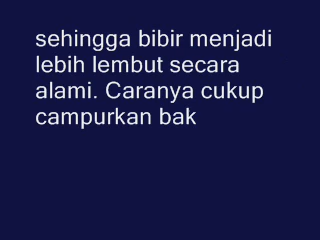 sehingga bibir menjadi
lebih lembut secara
alami. Caranya cukup
campurkan bak